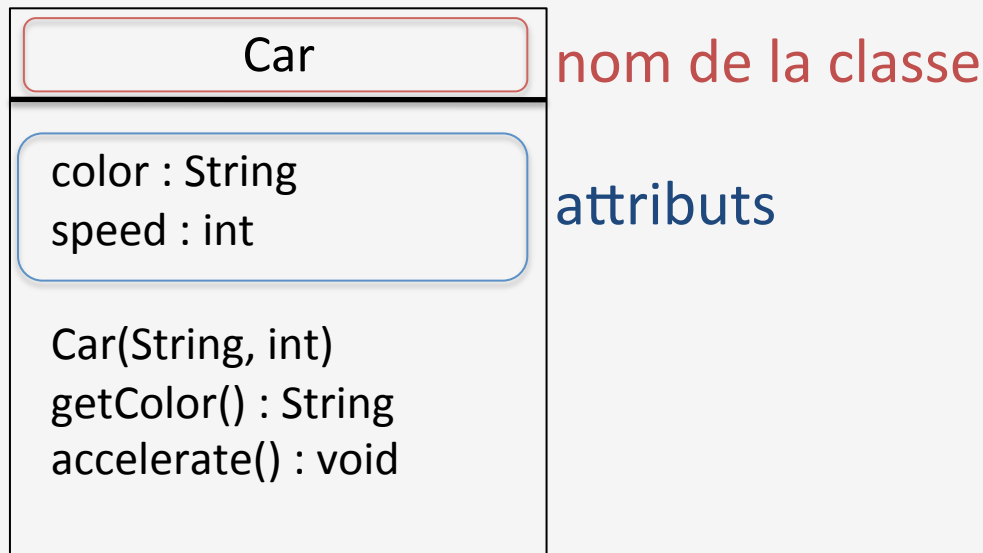 Car
nom de la classe
color : String
speed : int
attributs
Car(String, int)
getColor() : String
accelerate() : void